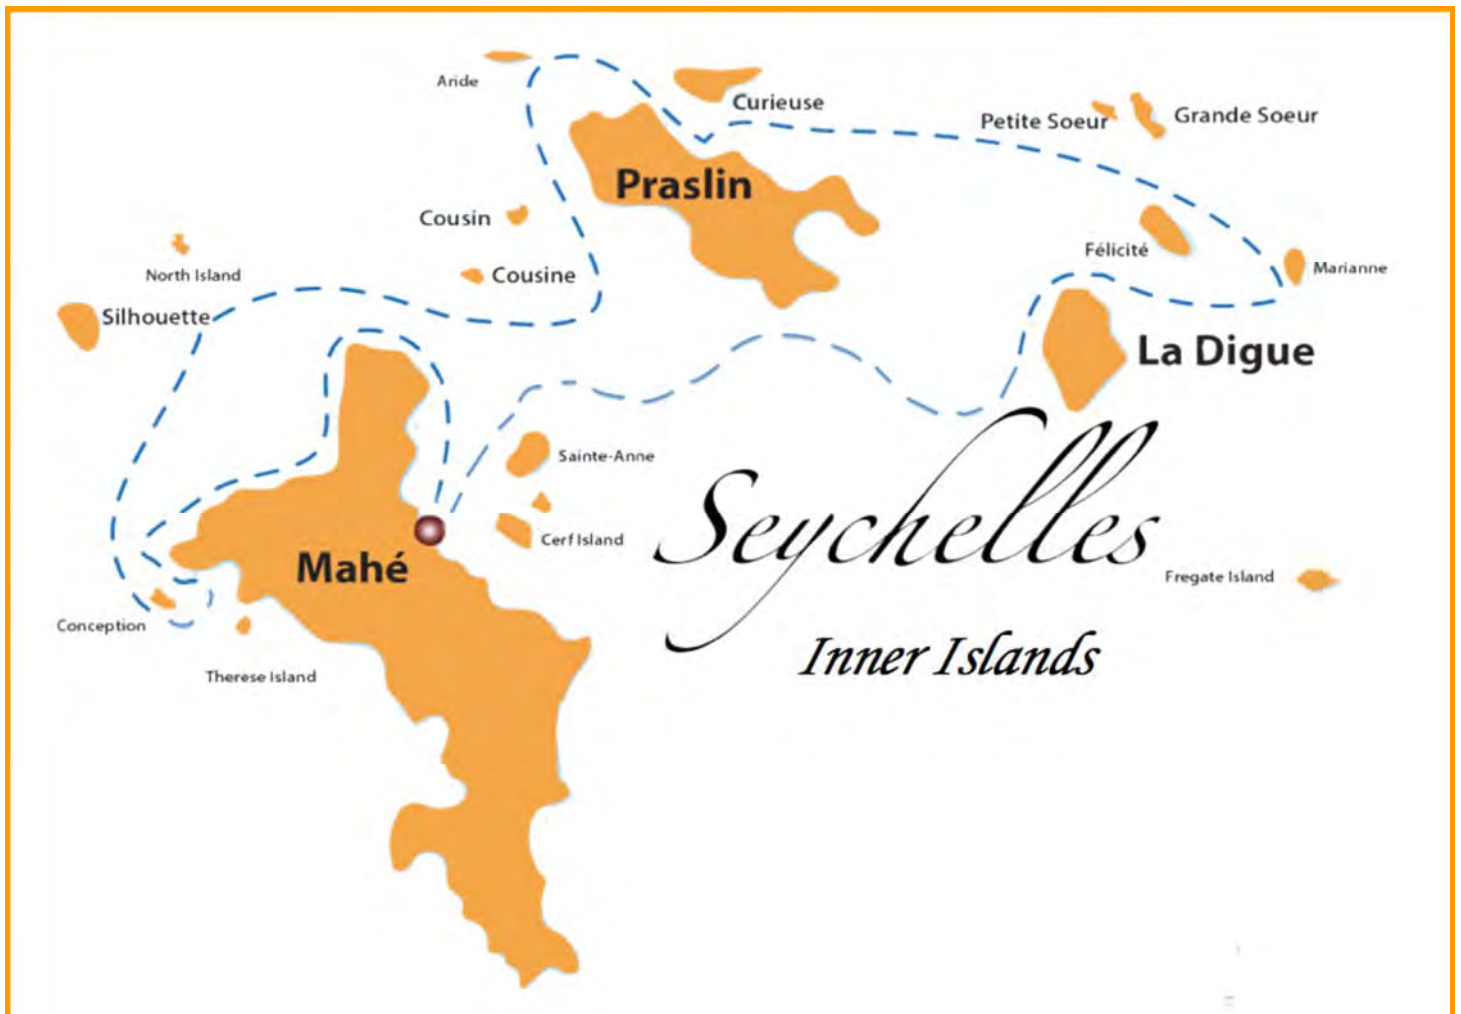 Aride
Curieuse
Petite Soeur
Grande Soeur
Praslin
Cousin
Félicité
North Island
Cousine
Marianne
Silhouette
La Digue
Sainte-Anne
Seychelles
Cerf Island
Mahé
Fregate Island
Conception
Inner Islands
Therese Island